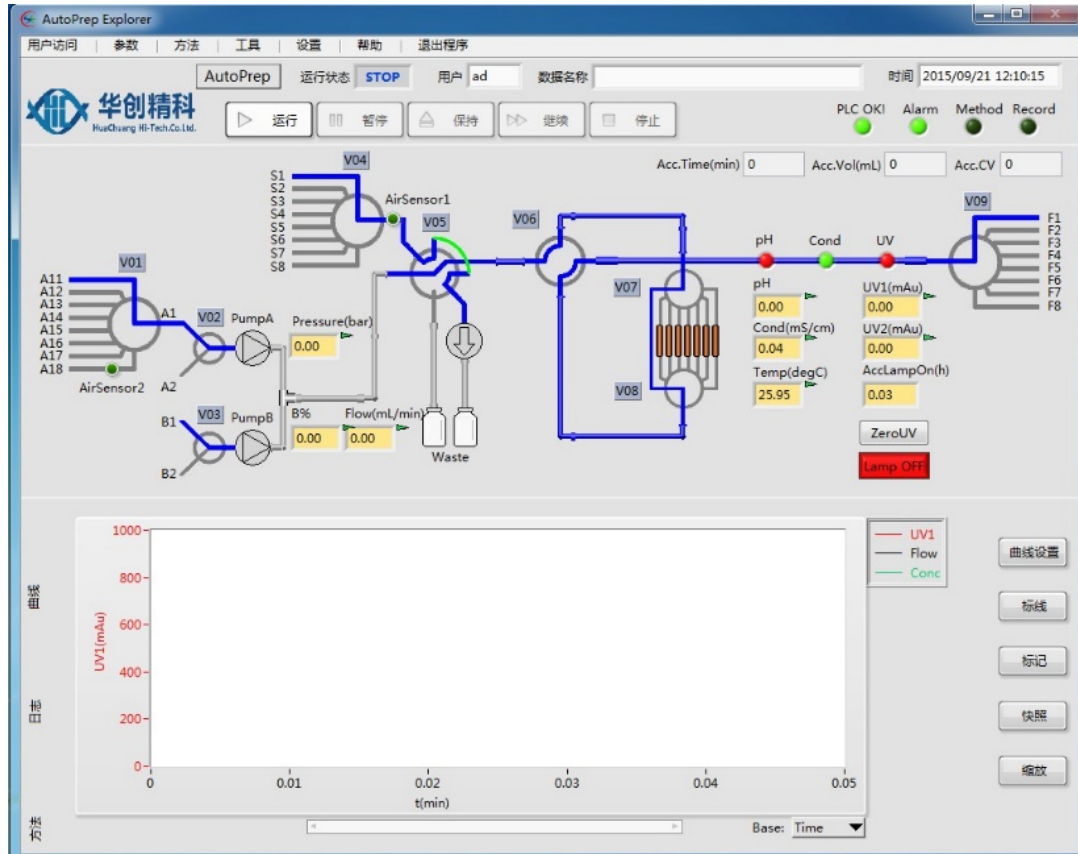 AutoPrep Explorer
用户访问 | 参数 | 方法 | 工具 | 设置 | 帮助 | 退出程序
AutoPrep 运行状态 STOP 用户 ad 数据名称 时间 2015/09/21 12:10:15
华创精科
HuaChuang Hi-Tech.Co.Ltd.
运行 暂停 保持 继续 停止
PLC OK! Alarm Method Record
Acc.Time(min) 0 Acc.Vol(mL) 0 Acc.CV 0
V04
S1
S2
S3
S4
S5
S6
S7
S8
AirSensor1
V05
V06
V09
F1
F2
F3
F4
F5
F6
F7
F8
pH Cond UV
V01
A11
A12
A13
A14
A15
A16
A17
A18
A1
AirSensor2
A2
V02 PumpA
Pressure(bar)
0.00
V07
pH
0.00
UV1(mAu)
0.00
Cond(mS/cm)
0.04
UV2(mAu)
0.00
Temp(degC)
25.95
AccLampOn(h)
0.03
V08
B1
V03 PumpB
B2
B%
0.00
Flow(mL/min)
0.00
Waste
ZeroUV
Lamp OFF
曲线
日志
方法
UV1(mAu)
1000
800
600
400
200
0
0 0.01 0.02 0.03 0.04 0.05
t(min)
UV1
Flow
Conc
曲线设置
标线
标记
快照
缩放
Base: Time